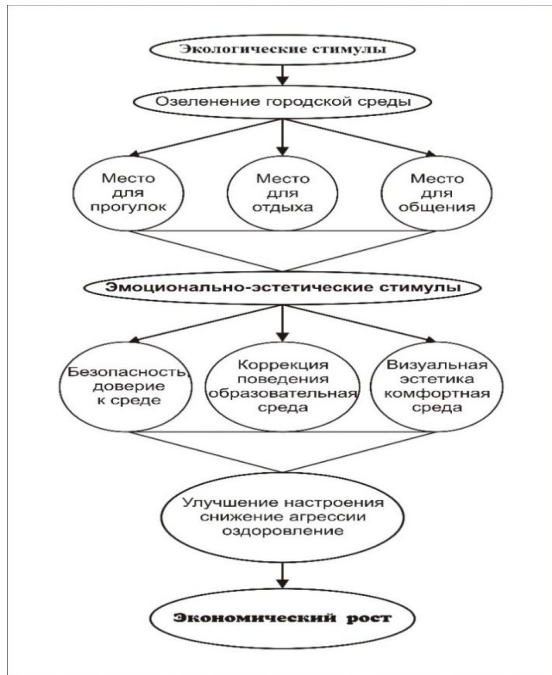 Экологические стимулы
Озеленение городской среды
Место
для
прогулок
Место
для
отдыха
Место
для
общения
Эмоционально-эстетические стимулы
Безопасность,
доверие
к среде
Коррекция
поведения
образовательная
среда
Визуальная
эстетика
комфортная
среда
Улучшение настроения
снижение агрессии
оздоровление
Экономический рост